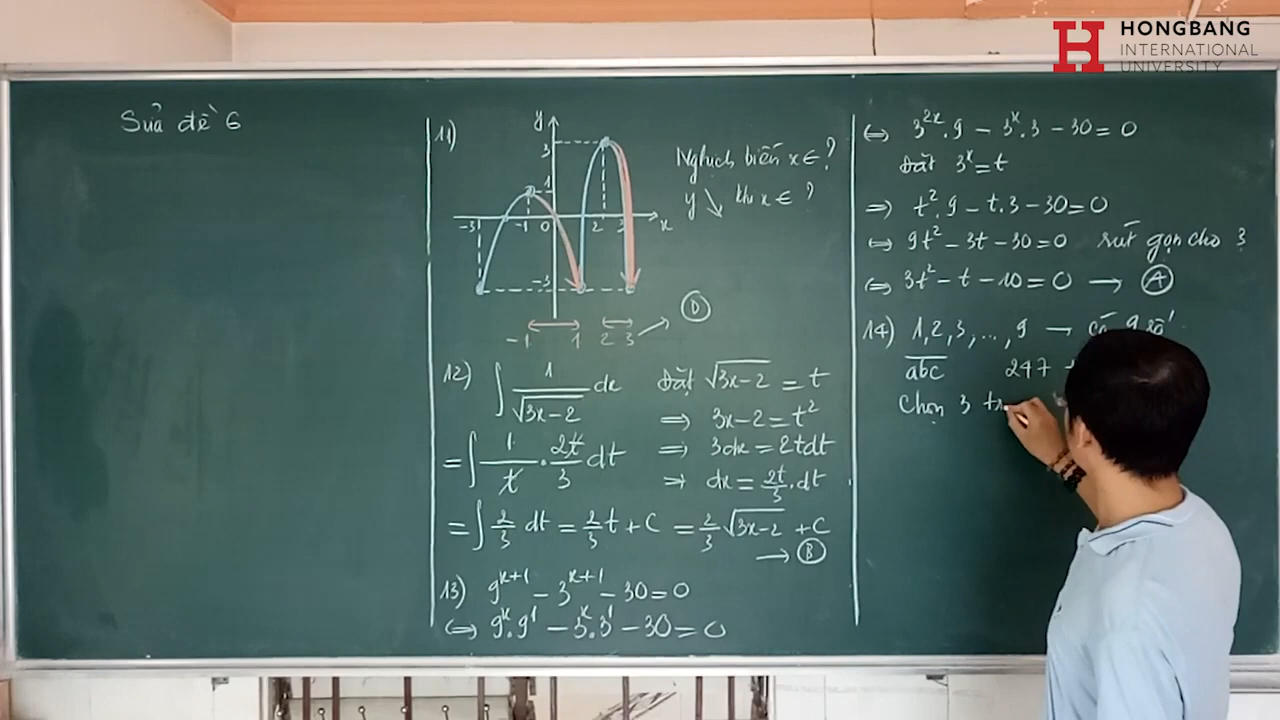 HONGBANG
INTERNATIONAL
UNIVERSITY
Sửa đề 6
11)
y
3
1
-3 -1 0 2 3 x
-3
-1 1 2 3 → D
Nghịch biến x ∈ ?
y ↘ khi x ∈ ?
12) ∫ 1/√(3x-2) dx Đặt √(3x-2) = t
⇒ 3x-2 = t²
= ∫ 1/t · 2t/3 dt ⇒ 3dx = 2tdt
⇒ dx = 2t/3 · dt
= ∫ 2/3 dt = 2/3 t + C = 2/3 √(3x-2) + C
→ B
13) 9^(x+1) - 3^(x+1) - 30 = 0
⇔ 9^x . 9^1 - 3^x . 3^1 - 30 = 0
⇔ 3^(2x) . 9 - 3^x . 3 - 30 = 0
Đặt 3^x = t
⇒ t² . 9 - t . 3 - 30 = 0
⇔ 9t² - 3t - 30 = 0 rút gọn cho 3
⇔ 3t² - t - 10 = 0 → A
14) 1, 2, 3, ..., 9 → có 9 số
abc 247
Chọn 3